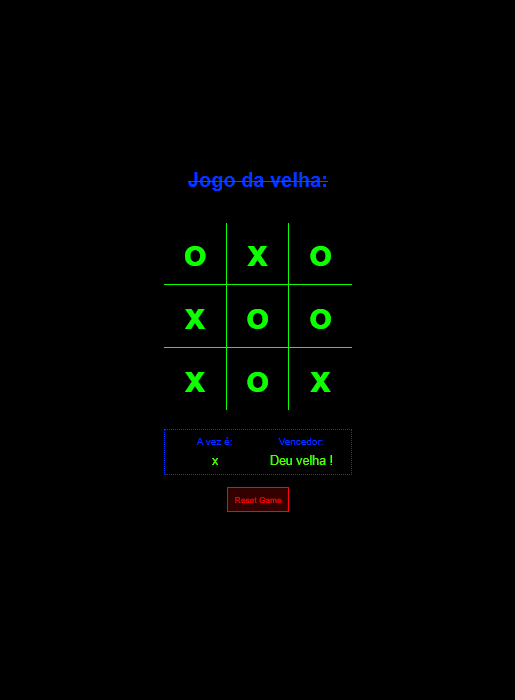 Jogo da velha:
o x o
x o o
x o x
A vez é: Vencedor:
x Deu velha !
Reset Game